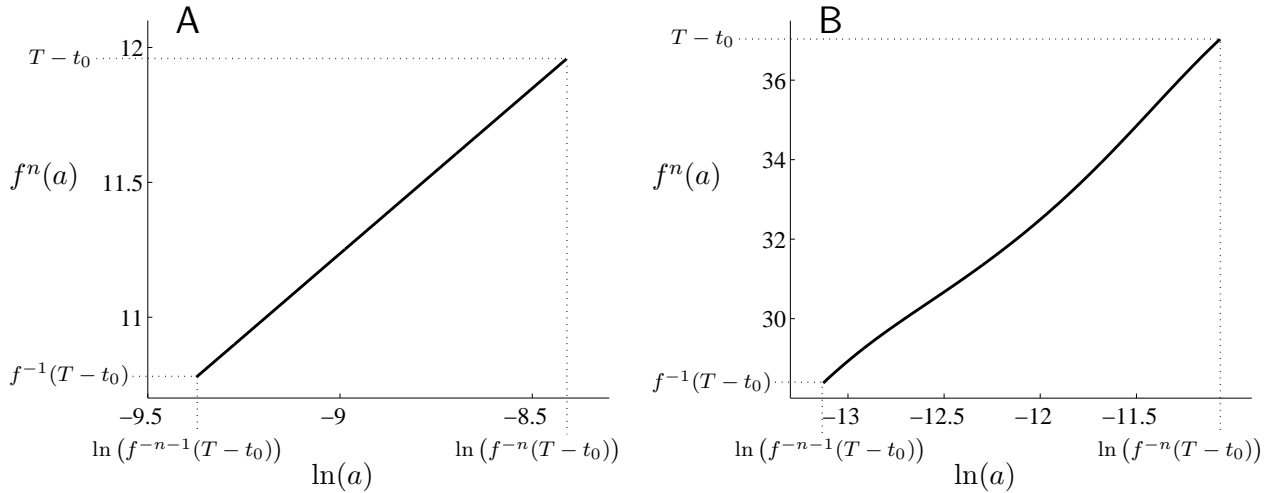 A
T − t₀
12
fⁿ(a)
11.5
11
f⁻¹(T − t₀)
−9.5
−9
−8.5
ln (f⁻ⁿ⁻¹(T − t₀))
ln (f⁻ⁿ(T − t₀))
ln(a)
B
T − t₀
36
fⁿ(a)
34
32
30
f⁻¹(T − t₀)
−13
−12.5
−12
−11.5
ln (f⁻ⁿ⁻¹(T − t₀))
ln (f⁻ⁿ(T − t₀))
ln(a)